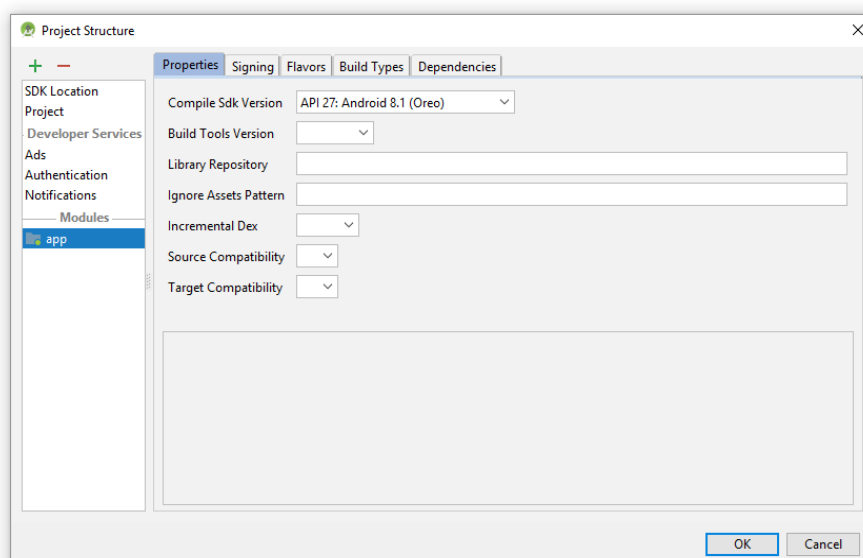 Project Structure
Properties Signing Flavors Build Types Dependencies
SDK Location
Project
Developer Services
Ads
Authentication
Notifications
Modules
app
Compile Sdk Version API 27: Android 8.1 (Oreo)
Build Tools Version
Library Repository
Ignore Assets Pattern
Incremental Dex
Source Compatibility
Target Compatibility
OK Cancel